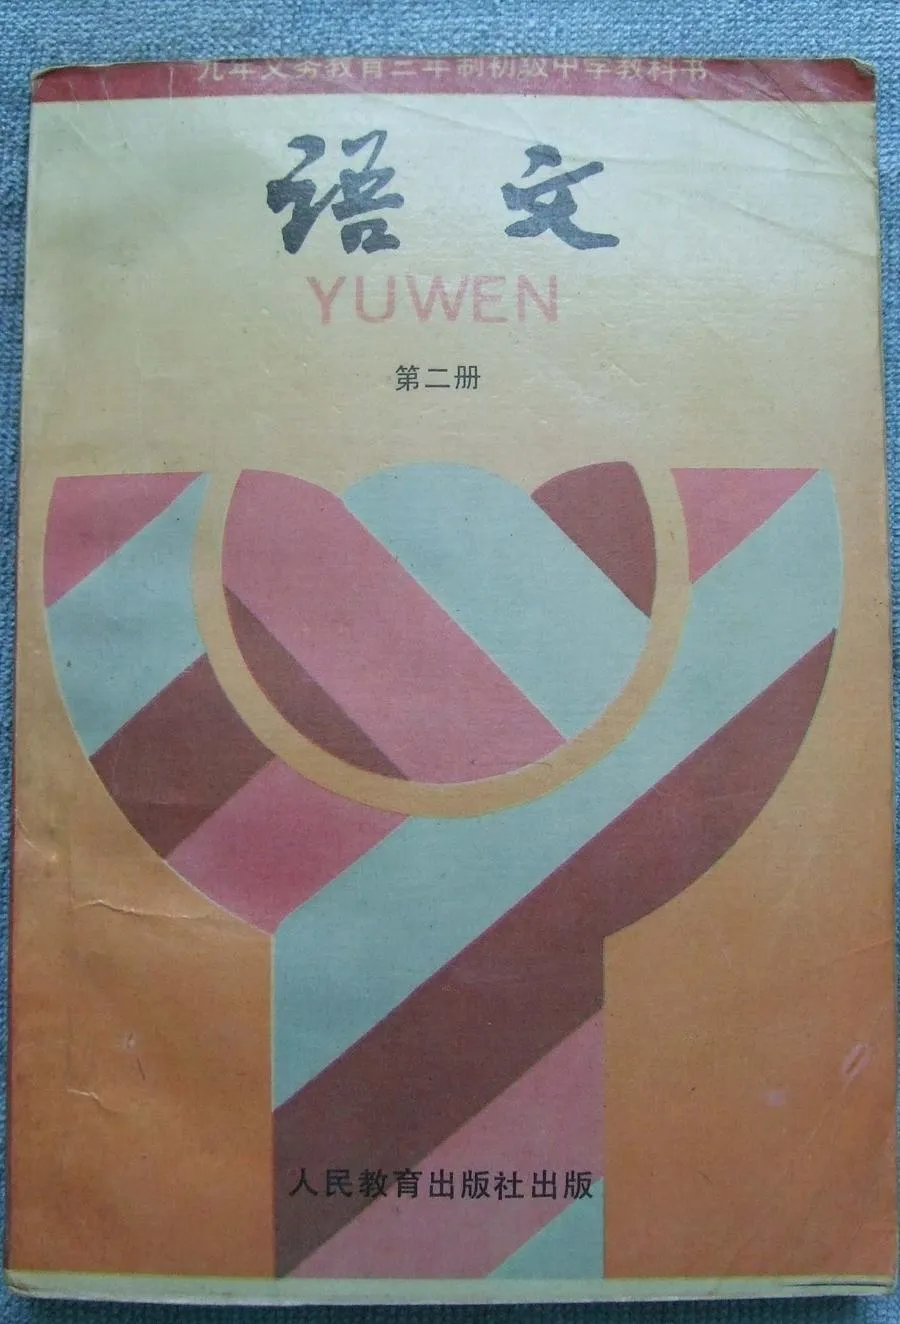 九年义务教育三年制初级中学教科书
语文
YUWEN
第二册
人民教育出版社出版